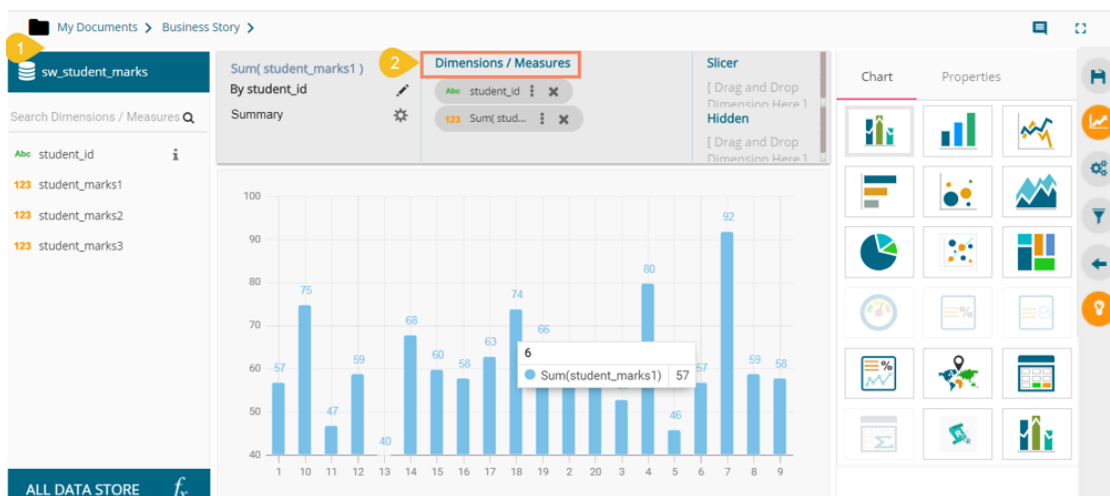 My Documents > Business Story >
1
sw_student_marks
Search Dimensions / Measures
Abc student_id i
123 student_marks1
123 student_marks2
123 student_marks3
ALL DATA STORE fx
Sum( student_marks1 )
By student_id
Summary
2
Dimensions / Measures
Abc student_id
123 Sum( stud...
Slicer
[ Drag and Drop
Dimension Here ]
Hidden
[ Drag and Drop
Dimension Here ]
100
90
80
70
60
50
40
57
75
47
59
40
68
60
58
63
74
66
80
46
57
92
59
58
6
Sum(student_marks1) 57
1 10 11 12 13 14 15 16 17 18 19 2 20 3 4 5 6 7 8 9
Chart Properties